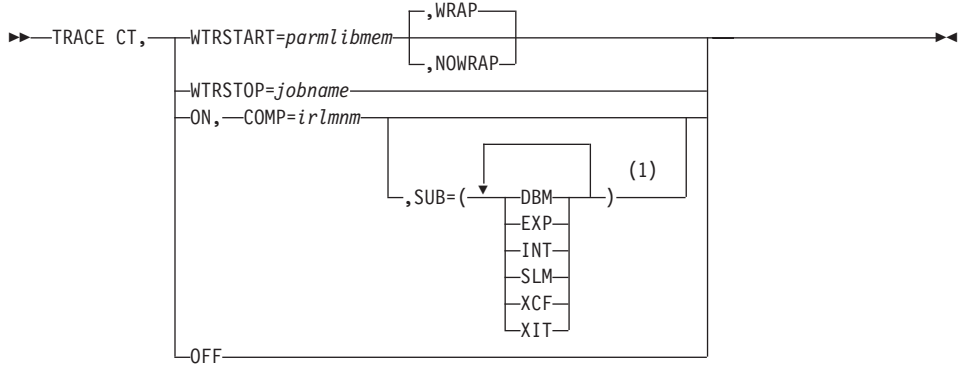 ,WRAP
TRACE CT, WTRSTART=parmlibmem
,NOWRAP
WTRSTOP=jobname
ON, COMP=irlmnm
(1)
,SUB=( DBM )
EXP
INT
SLM
XCF
XIT
OFF